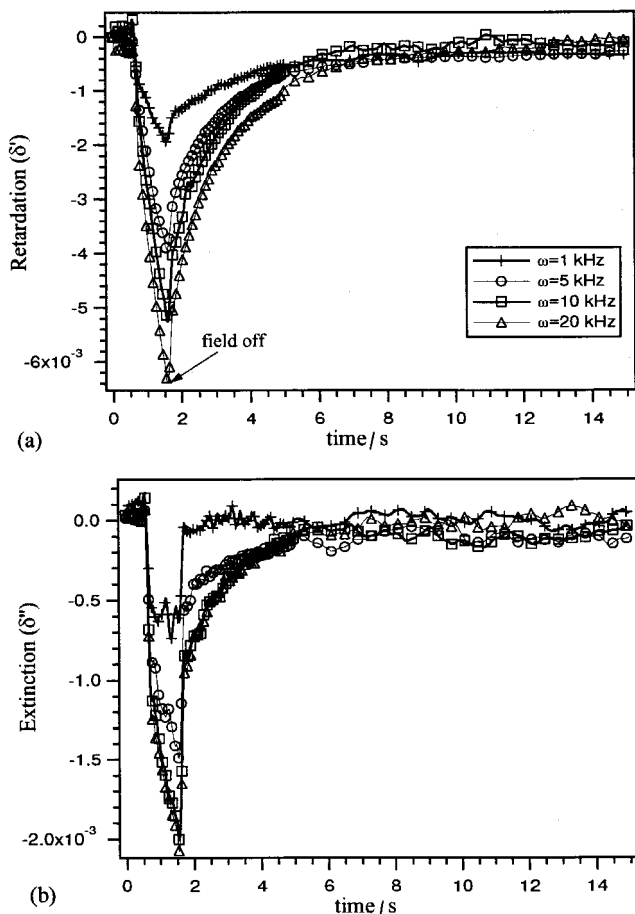 0
-1
-2
-3
-4
-5
-6x10⁻³
Retardation (δ')
ω=1 kHz
ω=5 kHz
ω=10 kHz
ω=20 kHz
field off
0 2 4 6 8 10 12 14
(a)
time / s
0.0
-0.5
-1.0
-1.5
-2.0x10⁻³
Extinction (δ'')
0 2 4 6 8 10 12 14
(b)
time / s